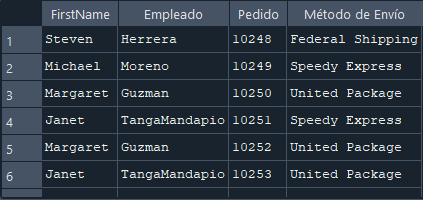 FirstName Empleado Pedido Método de Envío
1 Steven Herrera 10248 Federal Shipping
2 Michael Moreno 10249 Speedy Express
3 Margaret Guzman 10250 United Package
4 Janet TangaMandapio 10251 Speedy Express
5 Margaret Guzman 10252 United Package
6 Janet TangaMandapio 10253 United Package